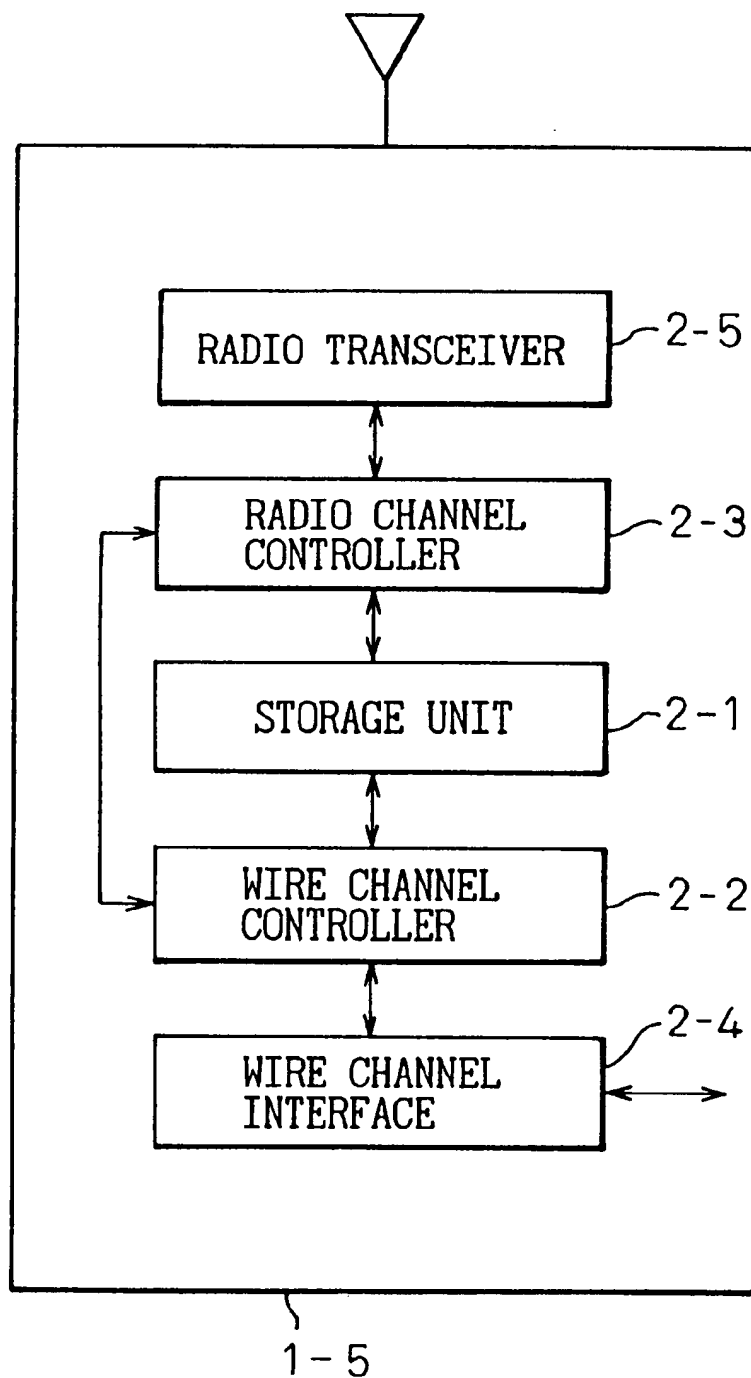 RADIO TRANSCEIVER
2-5
RADIO CHANNEL
CONTROLLER
2-3
STORAGE UNIT
2-1
WIRE CHANNEL
CONTROLLER
2-2
WIRE CHANNEL
INTERFACE
2-4
1-5